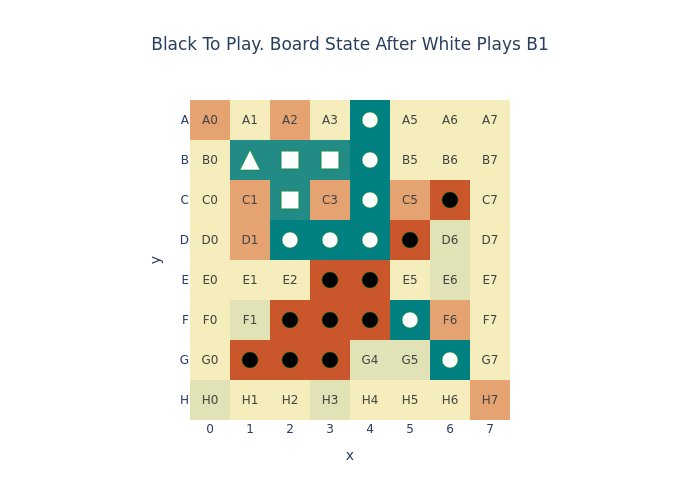 Black To Play. Board State After White Plays B1
A A0 A1 A2 A3 A5 A6 A7
B B0 B5 B6 B7
C C0 C1 C3 C5 C7
D D0 D1 D6 D7
E E0 E1 E2 E5 E6 E7
F F0 F1 F6 F7
G G0 G4 G5 G7
H H0 H1 H2 H3 H4 H5 H6 H7
0 1 2 3 4 5 6 7
x
y